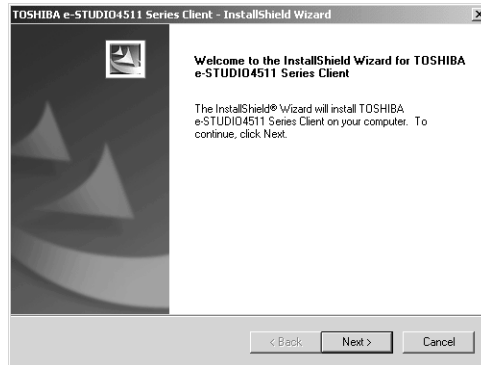 TOSHIBA e-STUDIO4511 Series Client - InstallShield Wizard
Welcome to the InstallShield Wizard for TOSHIBA
e-STUDIO4511 Series Client
The InstallShield® Wizard will install TOSHIBA
e-STUDIO4511 Series Client on your computer. To
continue, click Next.
< Back
Next >
Cancel